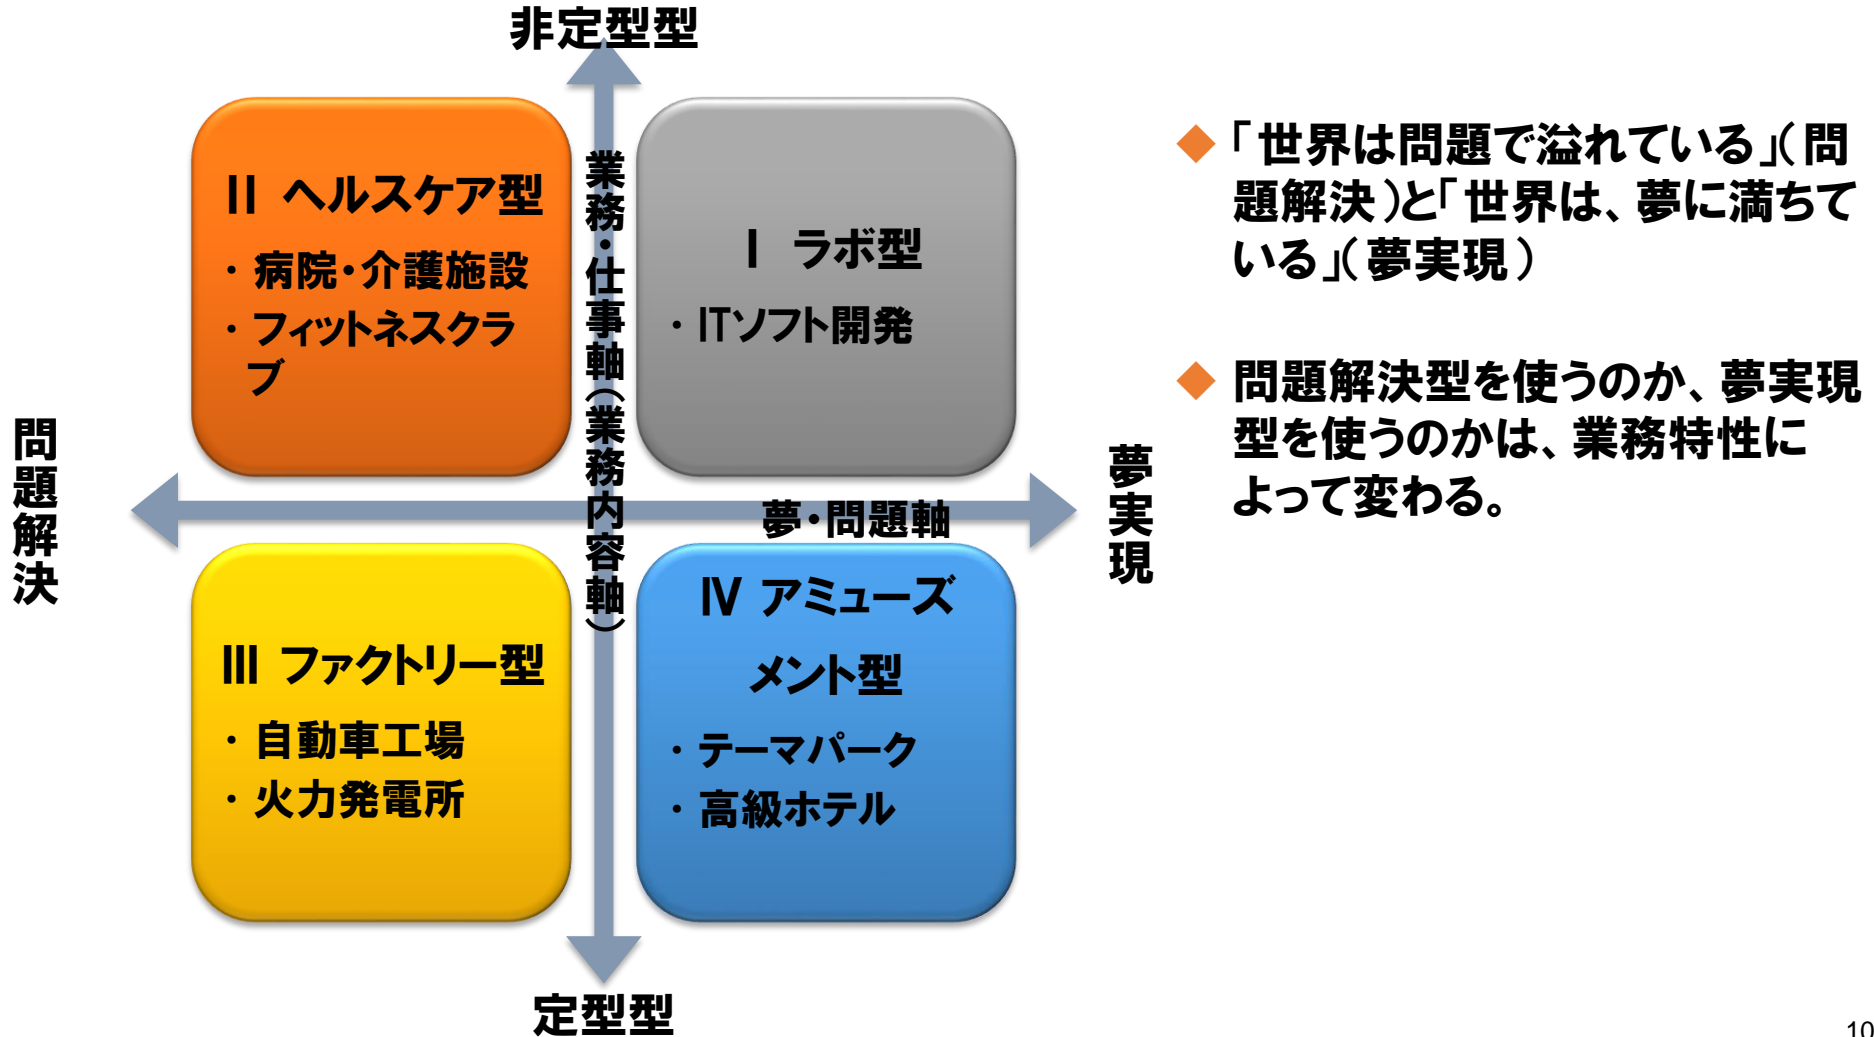 非定型型
II ヘルスケア型
・病院・介護施設
・フィットネスクラ
ブ
I ラボ型
・ITソフト開発
業務・仕事軸(業務内容軸)
問題解決
夢・問題軸
夢実現
III ファクトリー型
・自動車工場
・火力発電所
IV アミューズ
メント型
・テーマパーク
・高級ホテル
定型型
◆「世界は問題で溢れている」(問
題解決)と「世界は、夢に満ちて
いる」(夢実現)
◆問題解決型を使うのか、夢実現
型を使うのかは、業務特性に
よって変わる。
10